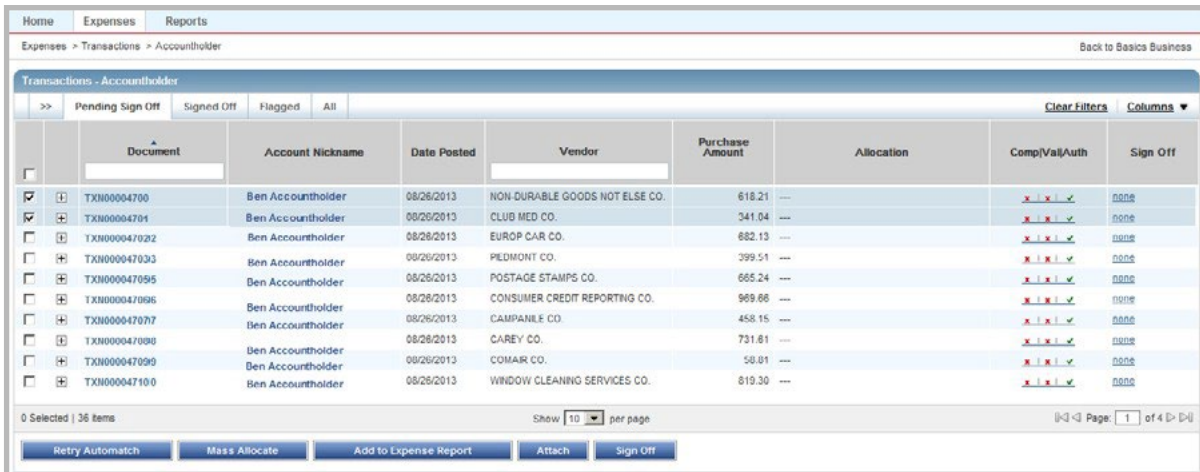 Home Expenses Reports
Expenses > Transactions > Accountholder Back to Basics Business
Transactions - Accountholder
>> Pending Sign Off Signed Off Flagged All Clear Filters Columns ▼
Document Account Nickname Date Posted Vendor Purchase Amount Allocation Comp|Val|Auth Sign Off
TXN00004700 Ben Accountholder 08/26/2013 NON-DURABLE GOODS NOT ELSE CO. 618.21 --- x | x | ✓ none
TXN00004701 Ben Accountholder 08/26/2013 CLUB MED CO. 341.04 --- x | x | ✓ none
Ben Accountholder 08/26/2013 EUROP CAR CO. 682.13 --- x | x | ✓ none
Ben Accountholder 08/26/2013 PIEDMONT CO. 399.51 --- x | x | ✓ none
Ben Accountholder 08/26/2013 POSTAGE STAMPS CO. 665.24 --- x | x | ✓ none
Ben Accountholder 08/26/2013 CONSUMER CREDIT REPORTING CO. 969.66 --- x | x | ✓ none
Ben Accountholder 08/26/2013 CAMPANILE CO. 458.15 --- x | x | ✓ none
Ben Accountholder 08/26/2013 CAREY CO. 731.61 --- x | x | ✓ none
Ben Accountholder 08/26/2013 COMAIR CO. 58.81 --- x | x | ✓ none
Ben Accountholder 08/26/2013 WINDOW CLEANING SERVICES CO. 819.30 --- x | x | ✓ none
0 Selected | 36 items Show 10 per page Page: 1 of 4
Retry Automatch Mass Allocate Add to Expense Report Attach Sign Off